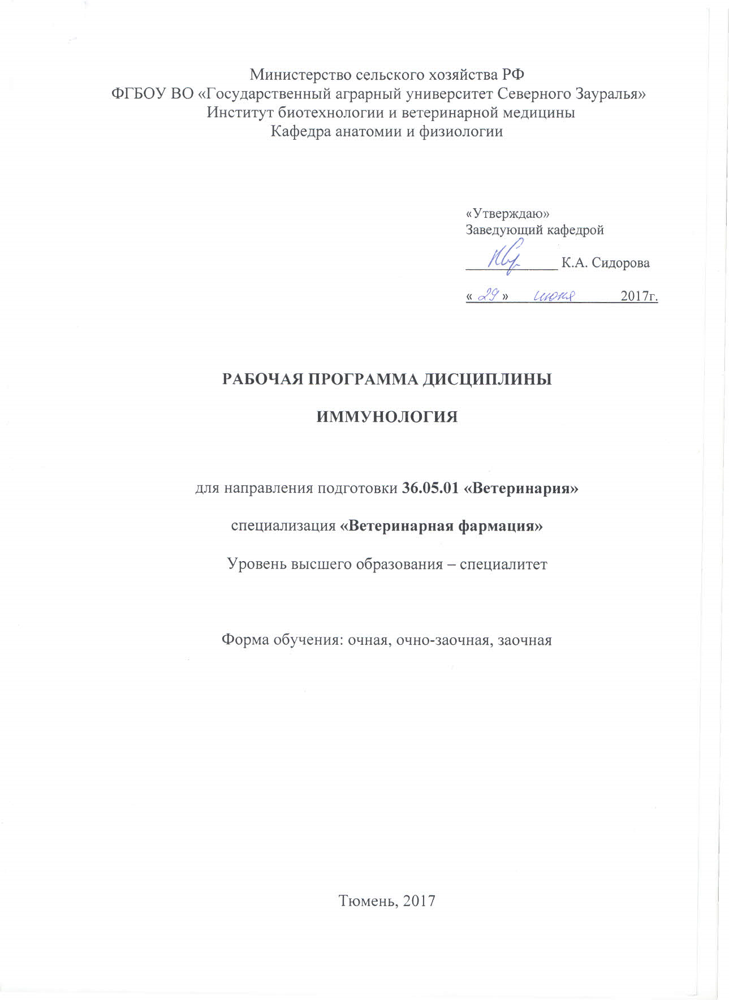 Министерство сельского хозяйства РФ
ФГБОУ ВО «Государственный аграрный университет Северного Зауралья»
Институт биотехнологии и ветеринарной медицины
Кафедра анатомии и физиологии
«Утверждаю»
Заведующий кафедрой
К.А. Сидорова
« 29 » июня 2017г.
РАБОЧАЯ ПРОГРАММА ДИСЦИПЛИНЫ
ИММУНОЛОГИЯ
для направления подготовки 36.05.01 «Ветеринария»
специализация «Ветеринарная фармация»
Уровень высшего образования – специалитет
Форма обучения: очная, очно-заочная, заочная
Тюмень, 2017